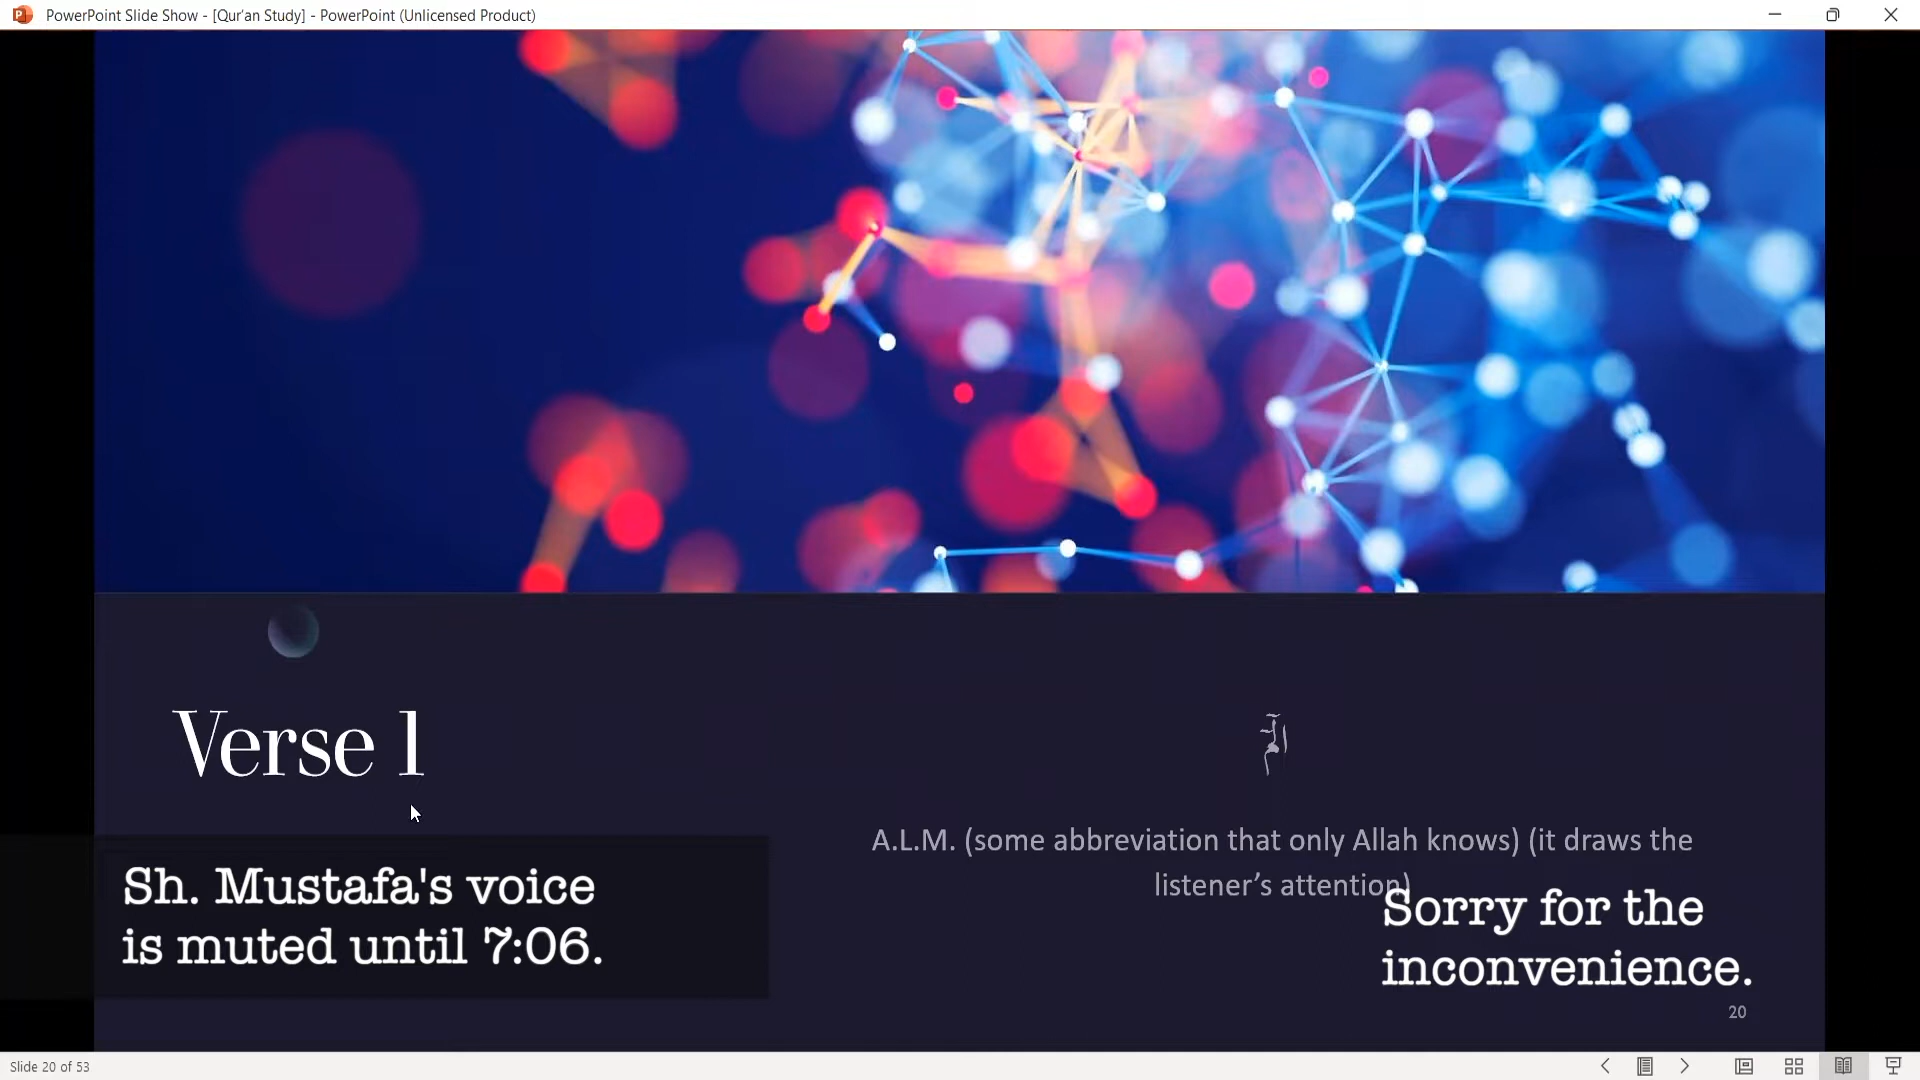 PowerPoint Slide Show - [Qur'an Study] - PowerPoint (Unlicensed Product)
Verse 1
A.L.M. (some abbreviation that only Allah knows) (it draws the
listener’s attention)
Sh. Mustafa's voice
is muted until 7:06.
Sorry for the
inconvenience.
20
Slide 20 of 53